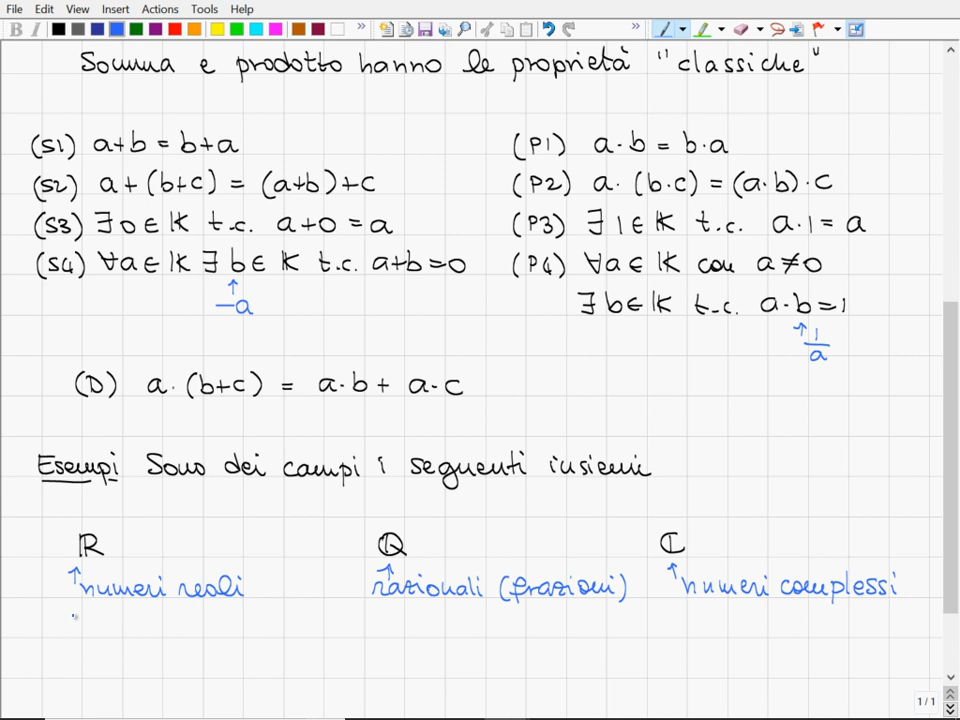 File Edit View Insert Actions Tools Help
B I
Somma e prodotto hanno le proprietà "classiche"
(S1) a+b = b+a
(S2) a+(b+c) = (a+b)+c
(S3) ∃ 0 ∈ 𝕂 t.c. a+0 = a
(S4) ∀a ∈ 𝕂 ∃ b ∈ 𝕂 t.c. a+b=0
↑
-a
(P1) a·b = b·a
(P2) a·(b·c) = (a·b)·c
(P3) ∃ 1 ∈ 𝕂 t.c. a·1 = a
(P4) ∀a ∈ 𝕂 con a≠0
∃ b ∈ 𝕂 t.c. a·b=1
↑ 1/a
(D) a·(b+c) = a·b + a·c
Esempi Sono dei campi i seguenti insiemi
ℝ ℚ ℂ
↑ numeri reali ↑ razionali (frazioni) ↑ numeri complessi
1/1